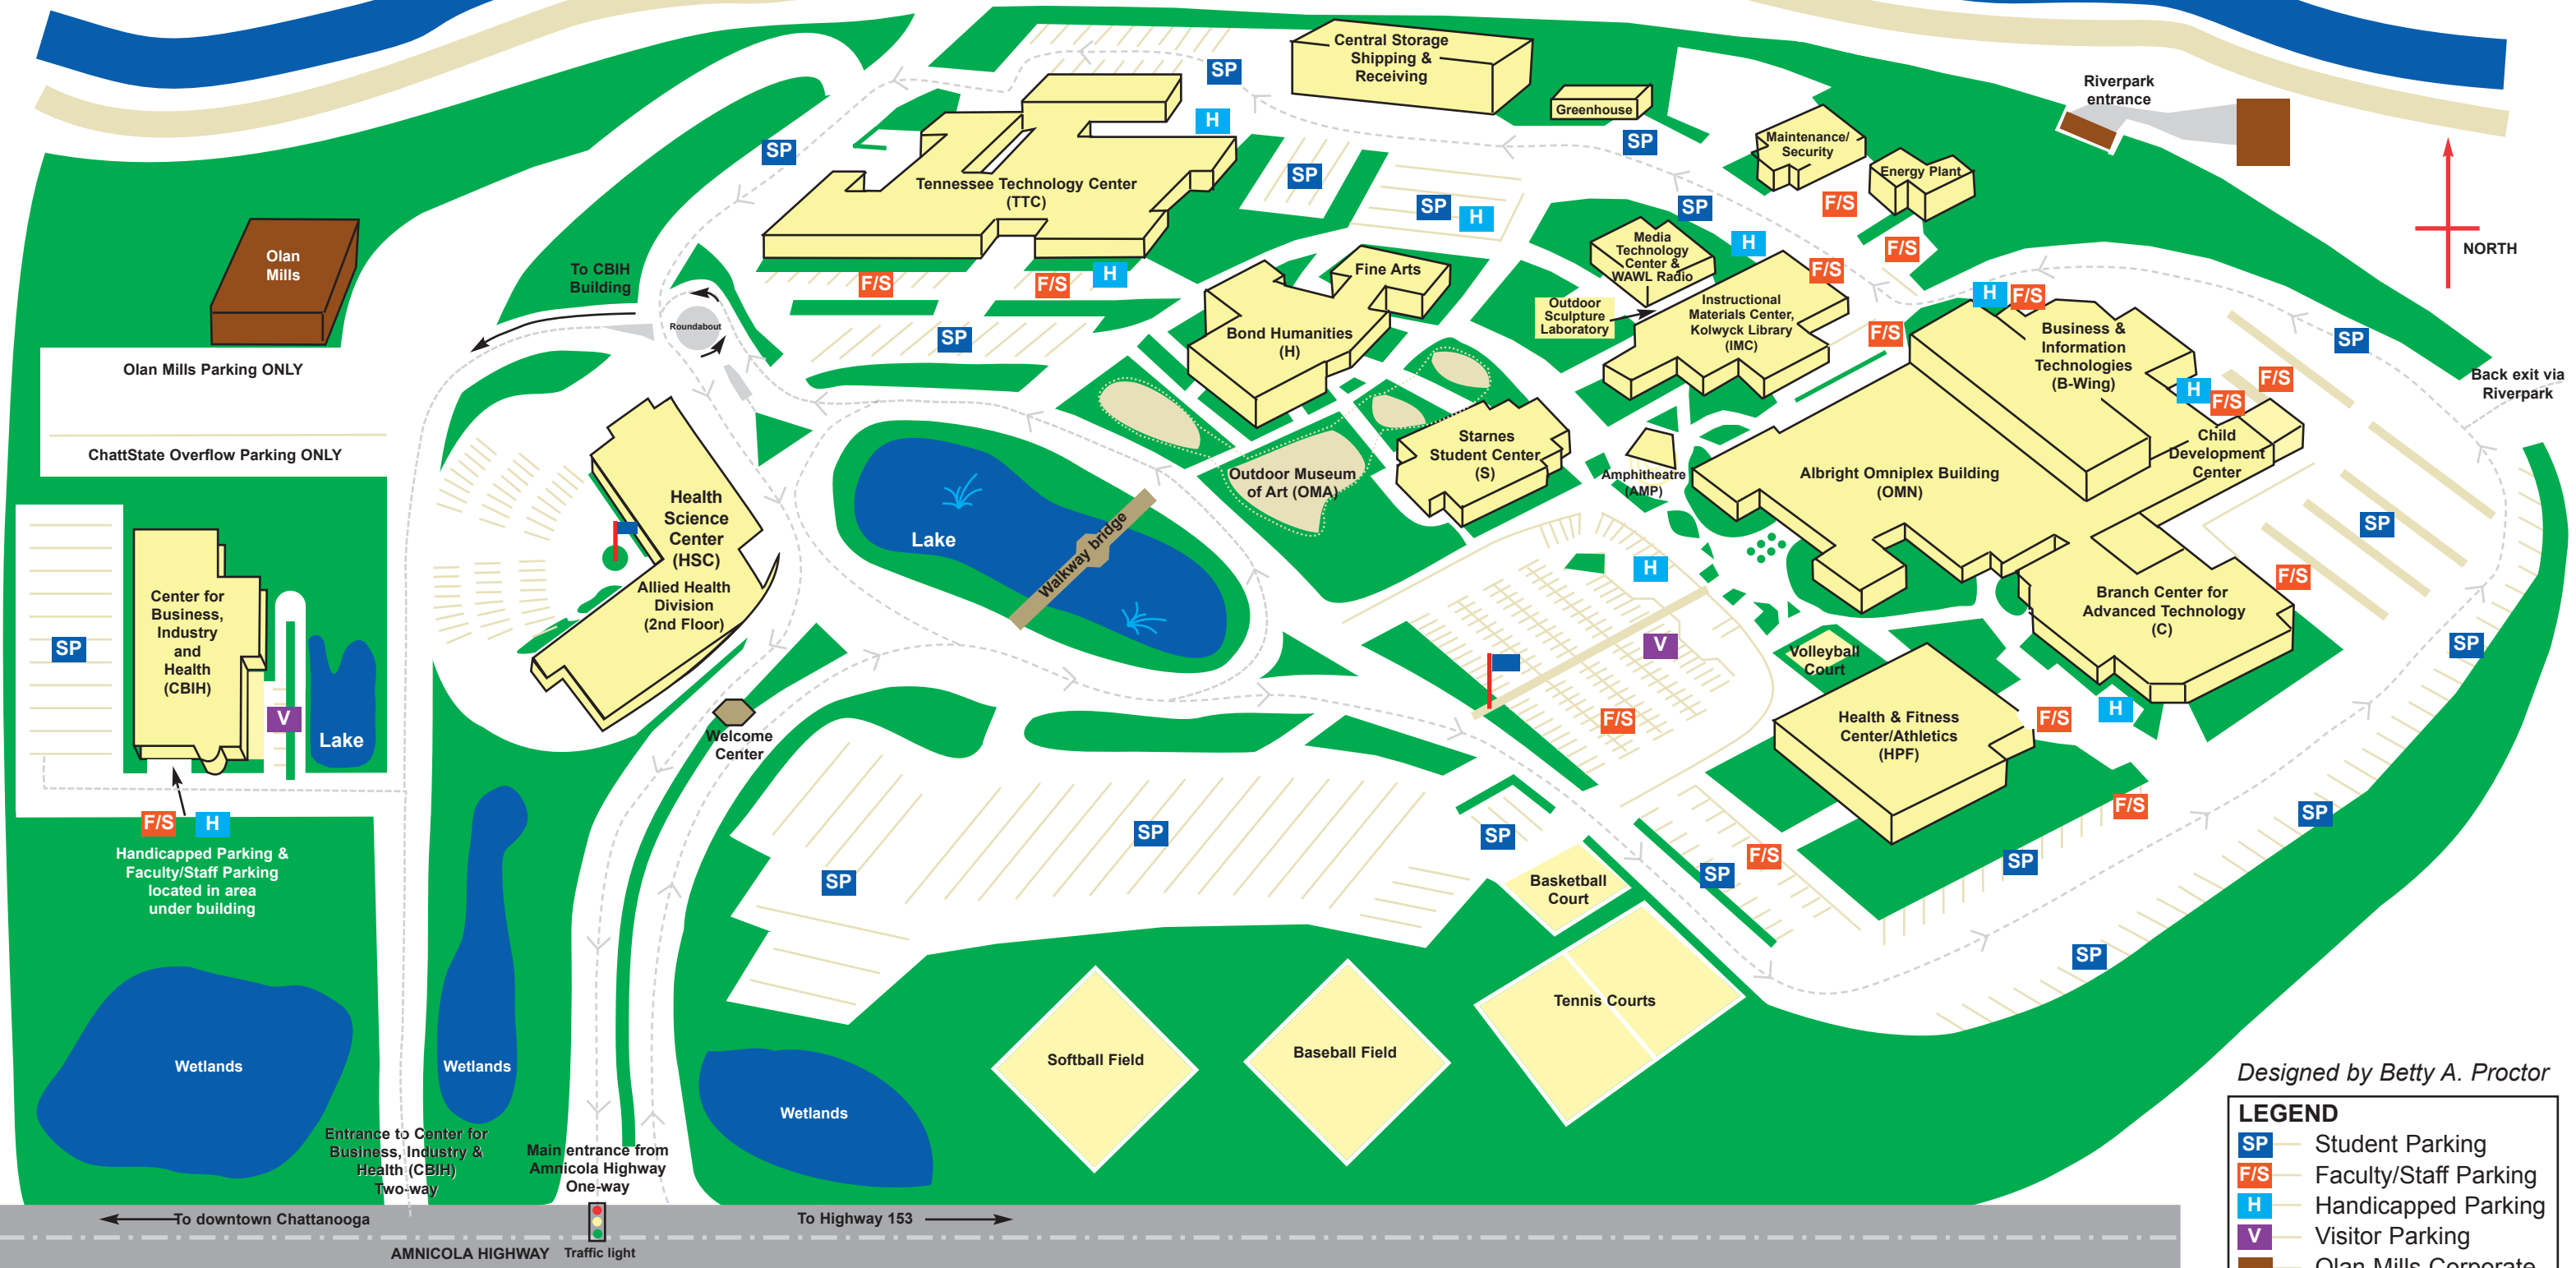 Central Storage
Shipping &
Receiving
Greenhouse
Riverpark
entrance
SP
H
SP
SP
SP
Maintenance/
Security
Energy Plant
F/S
Tennessee Technology Center
(TTC)
SP
SP
H
F/S
NORTH
Olan
Mills
To CBIH
Building
F/S
F/S
H
Fine Arts
Media
Technology
Center &
WAWL Radio
H
F/S
H
F/S
Outdoor
Sculpture
Laboratory
Instructional
Materials Center,
Kolwyck Library
(IMC)
Roundabout
SP
Bond Humanities
(H)
F/S
Business &
Information
Technologies
(B-Wing)
SP
Olan Mills Parking ONLY
H
F/S
F/S
Back exit via
Riverpark
ChattState Overflow Parking ONLY
Starnes
Student Center
(S)
Child
Development
Center
Outdoor Museum
of Art (OMA)
Amphitheatre
(AMP)
Albright Omniplex Building
(OMN)
Health
Science
Center
(HSC)
Allied Health
Division
(2nd Floor)
Lake
Walkway bridge
SP
H
F/S
Center for
Business,
Industry
and
Health
(CBIH)
SP
Branch Center for
Advanced Technology
(C)
V
Volleyball
Court
SP
V
Lake
Welcome
Center
F/S
Health & Fitness
Center/Athletics
(HPF)
F/S
H
F/S
H
SP
SP
SP
F/S
SP
F/S
SP
SP
Handicapped Parking &
Faculty/Staff Parking
located in area
under building
SP
Basketball
Court
SP
Tennis Courts
Softball Field
Baseball Field
Wetlands
Wetlands
Wetlands
Entrance to Center for
Business, Industry &
Health (CBIH)
Two-way
Main entrance from
Amnicola Highway
One-way
To downtown Chattanooga
To Highway 153
AMNICOLA HIGHWAY
Traffic light
Designed by Betty A. Proctor
LEGEND
SP Student Parking
F/S Faculty/Staff Parking
H Handicapped Parking
V Visitor Parking
Olan Mills Corporate